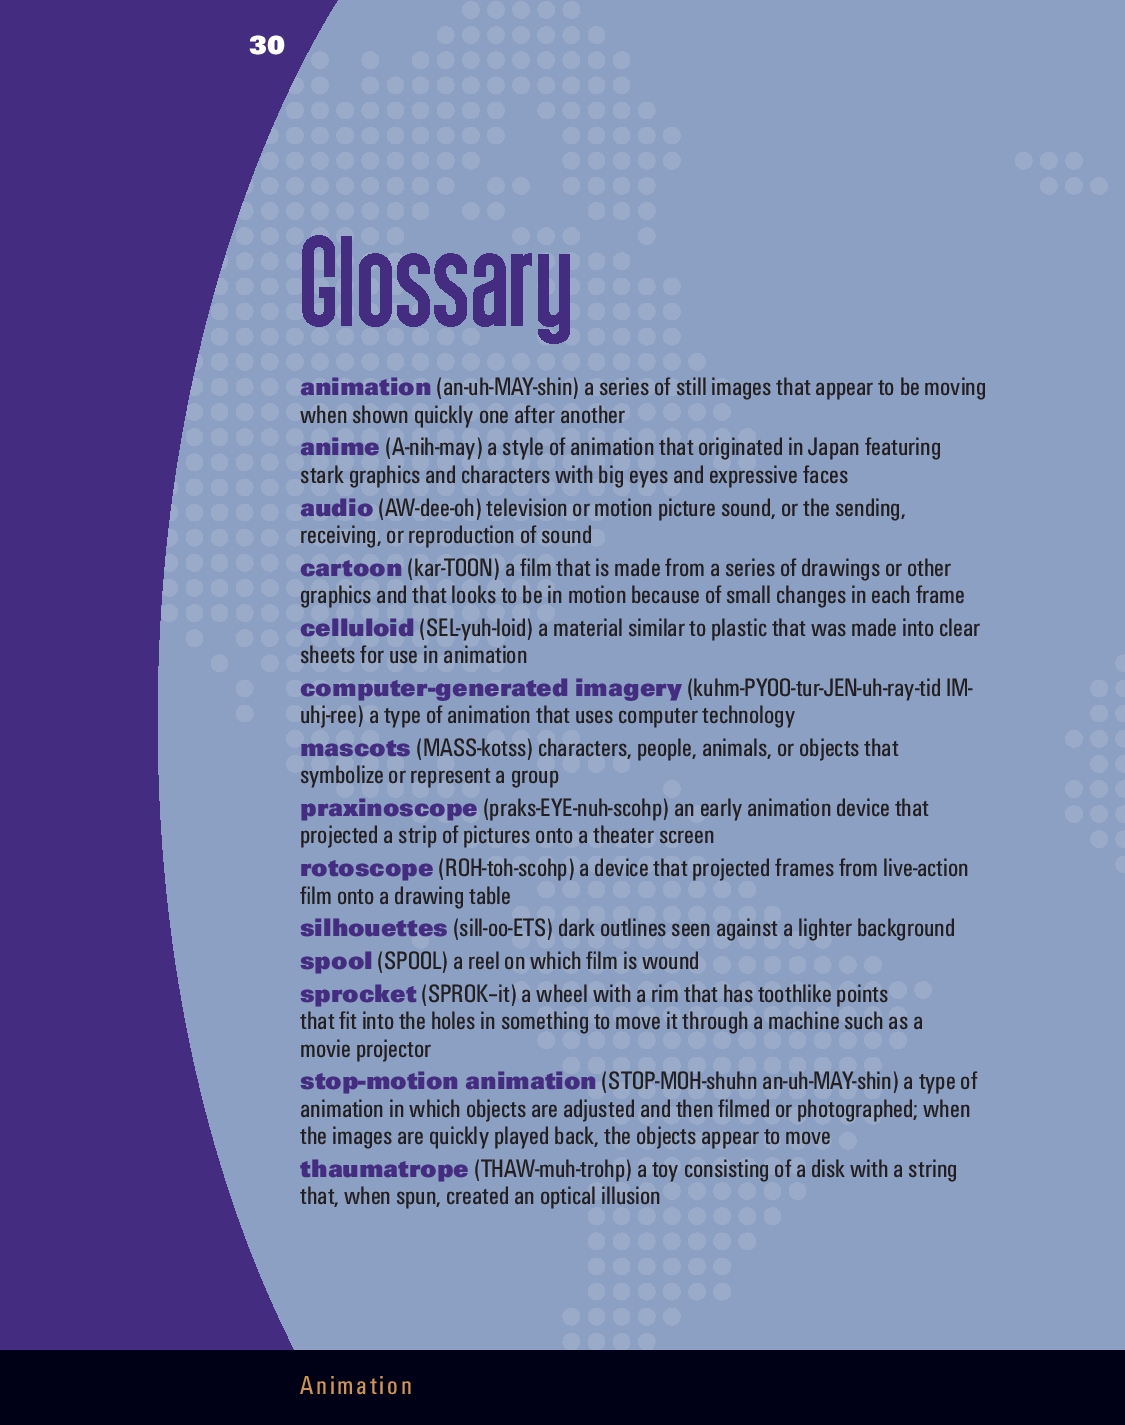 30
Glossary
animation (an-uh-MAY-shin) a series of still images that appear to be moving
when shown quickly one after another
anime (A-nih-may) a style of animation that originated in Japan featuring
stark graphics and characters with big eyes and expressive faces
audio (AW-dee-oh) television or motion picture sound, or the sending,
receiving, or reproduction of sound
cartoon (kar-TOON) a film that is made from a series of drawings or other
graphics and that looks to be in motion because of small changes in each frame
celluloid (SEL-yuh-loid) a material similar to plastic that was made into clear
sheets for use in animation
computer-generated imagery (kuhm-PYOO-tur-JEN-uh-ray-tid IM-
uhj-ree) a type of animation that uses computer technology
mascots (MASS-kotss) characters, people, animals, or objects that
symbolize or represent a group
praxinoscope (praks-EYE-nuh-scohp) an early animation device that
projected a strip of pictures onto a theater screen
rotoscope (ROH-toh-scohp) a device that projected frames from live-action
film onto a drawing table
silhouettes (sill-oo-ETS) dark outlines seen against a lighter background
spool (SPOOL) a reel on which film is wound
sprocket (SPROK–it) a wheel with a rim that has toothlike points
that fit into the holes in something to move it through a machine such as a
movie projector
stop-motion animation (STOP-MOH-shuhn an-uh-MAY-shin) a type of
animation in which objects are adjusted and then filmed or photographed; when
the images are quickly played back, the objects appear to move
thaumatrope (THAW-muh-trohp) a toy consisting of a disk with a string
that, when spun, created an optical illusion
Animation